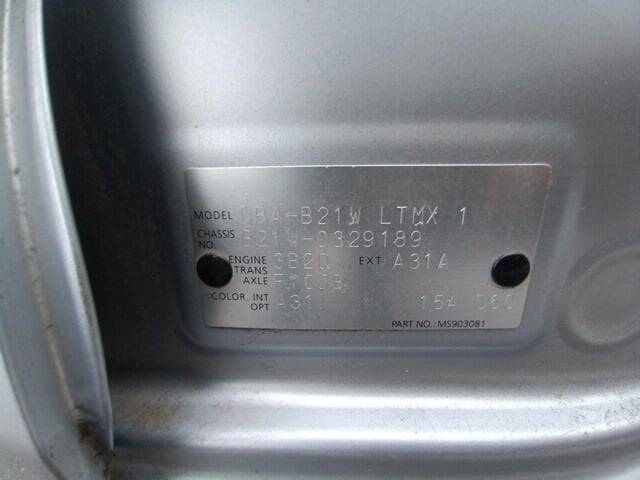 MODEL DBA-B21W LTMX 1
CHASSIS NO. B21W-0329189
ENGINE 3B20 EXT A31A
TRANS AXLE
COLOR. INT OPT A31 15A D60
PART NO.:MS903081